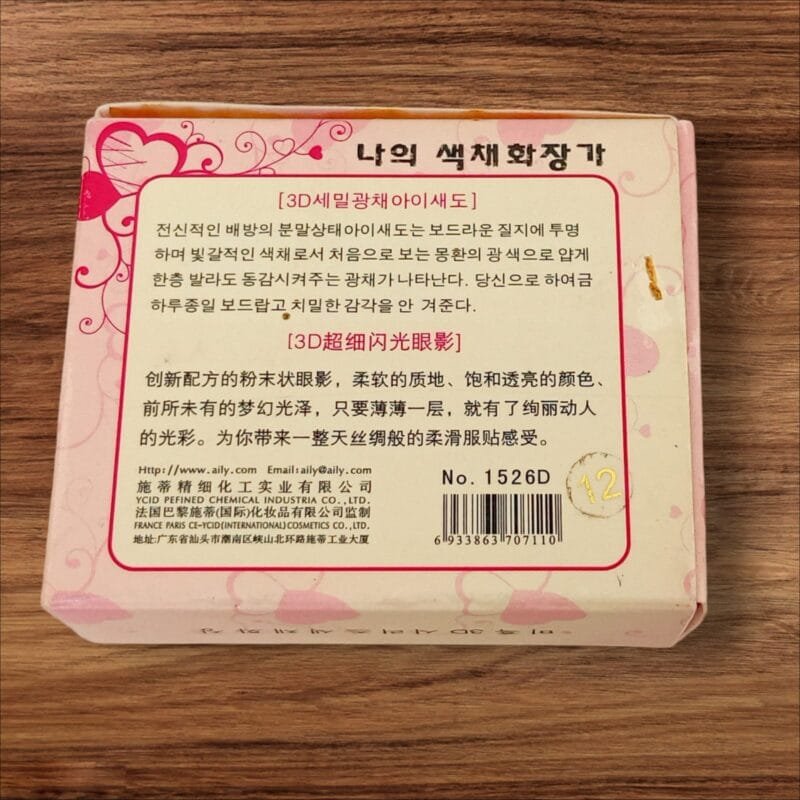 나의 색채화장가
[3D세밀광채아이새도]
전신적인 배방의 분말상태아이새도는 보드라운 질지에 투명
하며 빛갈적인 색채로서 처음으로 보는 몽환의 광 색으로 얇게
한층 발라도 동감시켜주는 광채가 나타난다. 당신으로 하여금
하루종일 보드랍고 치밀한 감각을 안 겨준다.
[3D超细闪光眼影]
创新配方的粉末状眼影，柔软的质地、饱和透亮的颜色、
前所未有的梦幻光泽，只要薄薄一层，就有了绚丽动人
的光彩。为你带来一整天丝绸般的柔滑服贴感受。
Http://www.aily.com Email:aily@aily.com
施蒂精细化工实业有限公司
YCID PEFINED CHEMICAL INDUSTRIA CO.,LTD.
法国巴黎施蒂(国际)化妆品有限公司监制
FRANCE PARIS CE-YCID(INTERNATIONAL)COSMETICS CO.,LTD.
地址:广东省汕头市潮南区峡山北环路施蒂工业大厦
No. 1526D
6 933863 707110
12